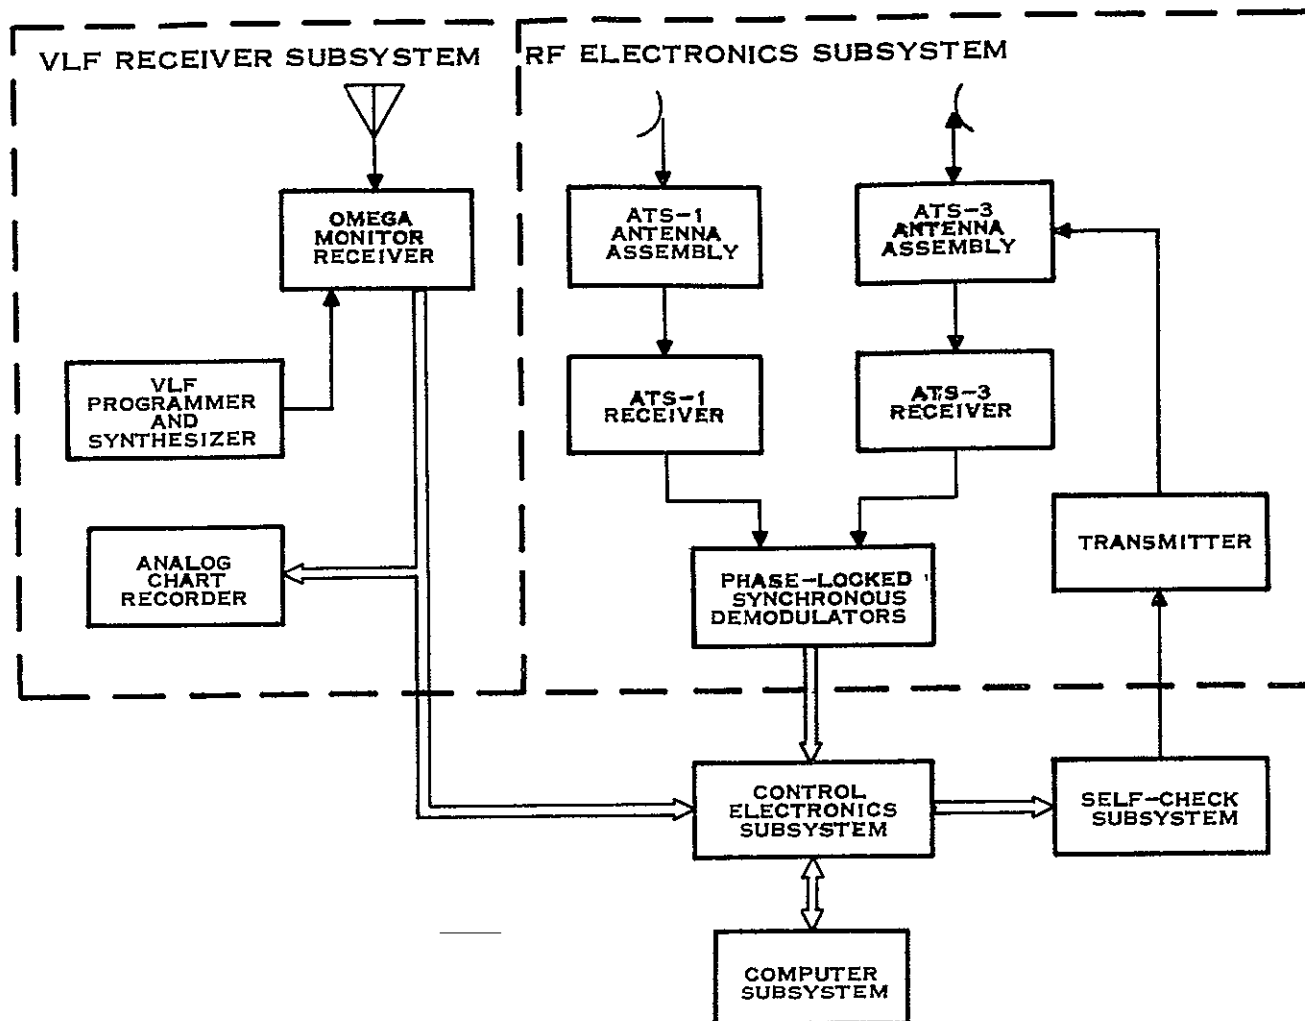 VLF RECEIVER SUBSYSTEM
RF ELECTRONICS SUBSYSTEM
OMEGA
MONITOR
RECEIVER
ATS-1
ANTENNA
ASSEMBLY
ATS-3
ANTENNA
ASSEMBLY
VLF
PROGRAMMER
AND
SYNTHESIZER
ATS-1
RECEIVER
ATS-3
RECEIVER
ANALOG
CHART
RECORDER
PHASE-LOCKED
SYNCHRONOUS
DEMODULATORS
TRANSMITTER
CONTROL
ELECTRONICS
SUBSYSTEM
SELF-CHECK
SUBSYSTEM
COMPUTER
SUBSYSTEM